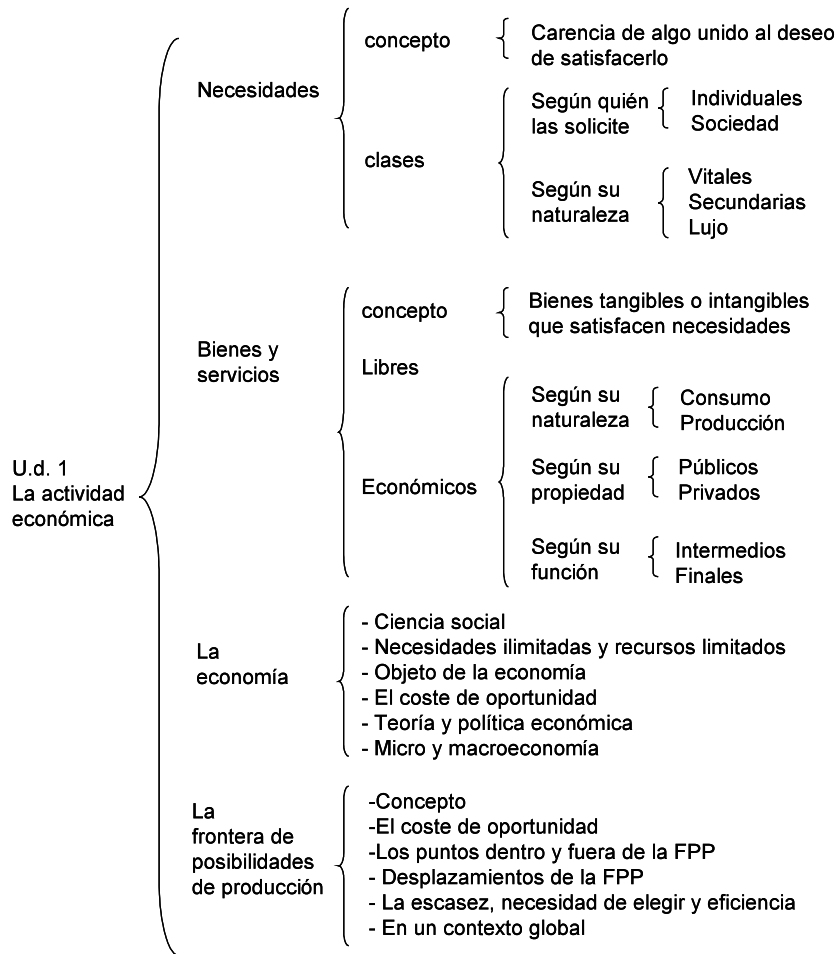 U.d. 1
La actividad
económica
Necesidades
concepto
Carencia de algo unido al deseo
de satisfacerlo
clases
Según quién
las solicite
Individuales
Sociedad
Según su
naturaleza
Vitales
Secundarias
Lujo
Bienes y
servicios
concepto
Bienes tangibles o intangibles
que satisfacen necesidades
Libres
Económicos
Según su
naturaleza
Consumo
Producción
Según su
propiedad
Públicos
Privados
Según su
función
Intermedios
Finales
La
economía
- Ciencia social
- Necesidades ilimitadas y recursos limitados
- Objeto de la economía
- El coste de oportunidad
- Teoría y política económica
- Micro y macroeconomía
La
frontera de
posibilidades
de producción
-Concepto
-El coste de oportunidad
-Los puntos dentro y fuera de la FPP
- Desplazamientos de la FPP
- La escasez, necesidad de elegir y eficiencia
- En un contexto global